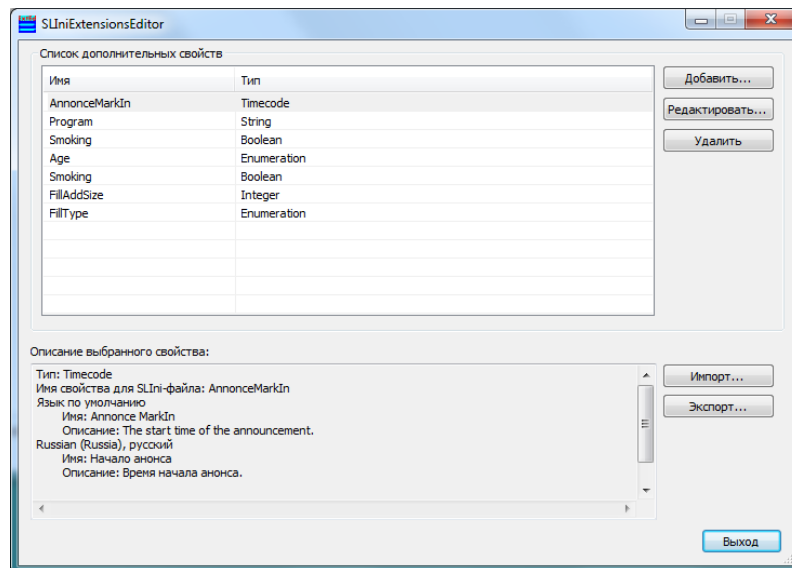 SLIniExtensionsEditor
Список дополнительных свойств
Имя Тип
AnnonceMarkIn Timecode
Program String
Smoking Boolean
Age Enumeration
Smoking Boolean
FillAddSize Integer
FillType Enumeration
Добавить...
Редактировать...
Удалить
Описание выбранного свойства:
Тип: Timecode
Имя свойства для SLIni-файла: AnnonceMarkIn
Язык по умолчанию
Имя: Annonce MarkIn
Описание: The start time of the announcement.
Russian (Russia), русский
Имя: Начало анонса
Описание: Время начала анонса.
Импорт...
Экспорт...
Выход